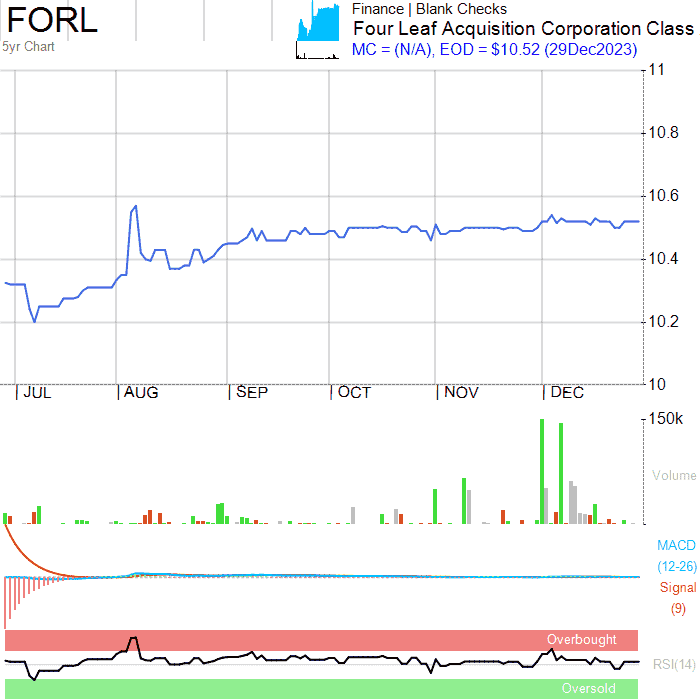 FORL
5yr Chart
Finance | Blank Checks
Four Leaf Acquisition Corporation Class
MC = (N/A), EOD = $10.52 (29Dec2023)
11
10.8
10.6
10.4
10.2
10
JUL AUG SEP OCT NOV DEC
150k
Volume
MACD
(12-26)
Signal
(9)
Overbought
RSI(14)
Oversold